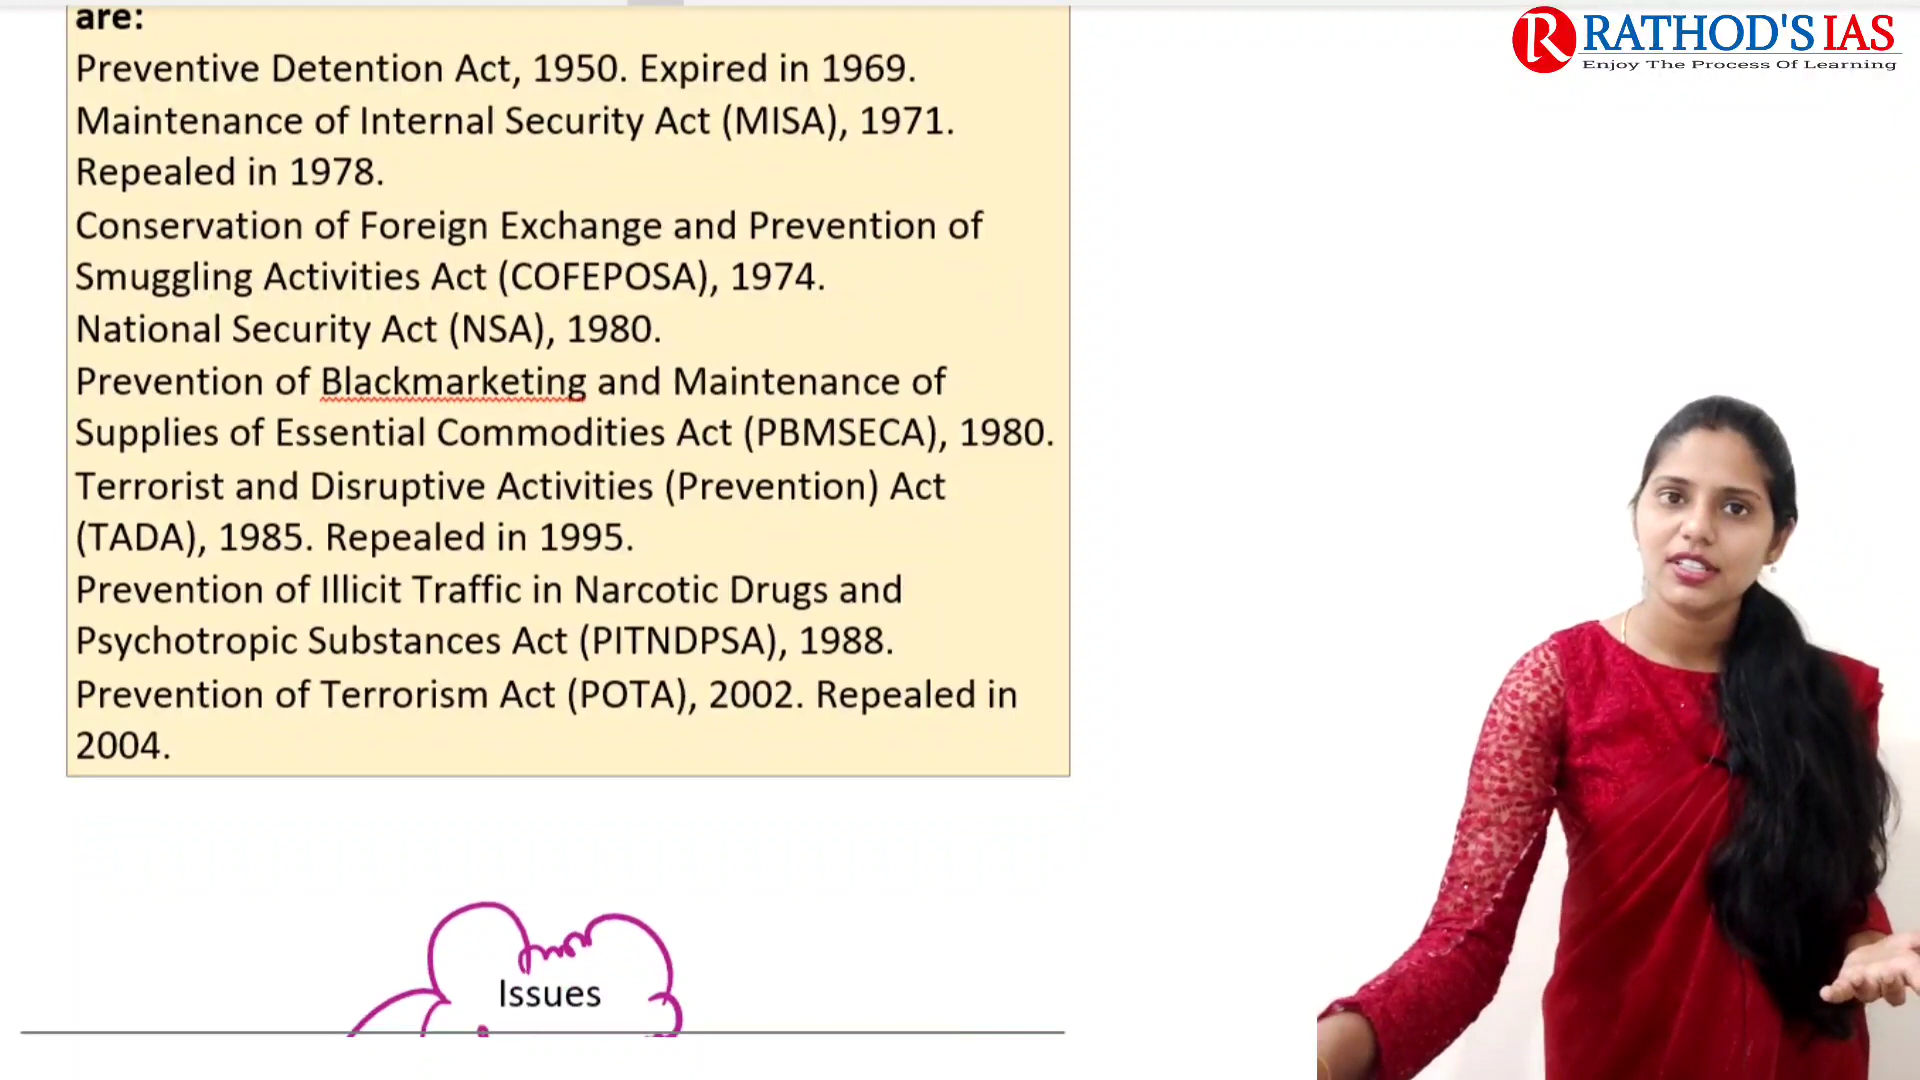 are:
Preventive Detention Act, 1950. Expired in 1969.
Maintenance of Internal Security Act (MISA), 1971.
Repealed in 1978.
Conservation of Foreign Exchange and Prevention of
Smuggling Activities Act (COFEPOSA), 1974.
National Security Act (NSA), 1980.
Prevention of Blackmarketing and Maintenance of
Supplies of Essential Commodities Act (PBMSECA), 1980.
Terrorist and Disruptive Activities (Prevention) Act
(TADA), 1985. Repealed in 1995.
Prevention of Illicit Traffic in Narcotic Drugs and
Psychotropic Substances Act (PITNDPSA), 1988.
Prevention of Terrorism Act (POTA), 2002. Repealed in
2004.
Issues
R RATHOD'S IAS
Enjoy The Process Of Learning